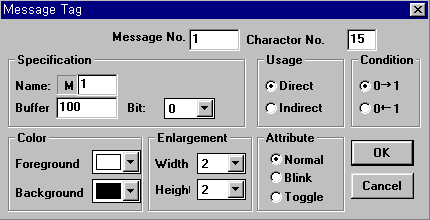 Message Tag
Message No. 1 Charactor No. 15
Specification Usage Condition
Name: M 1 Direct 0→1
Buffer 100 Bit: 0 Indirect 0←1
Color Enlargement Attribute
Foreground Width 2 Normal OK
Blink
Background Height 2 Toggle Cancel